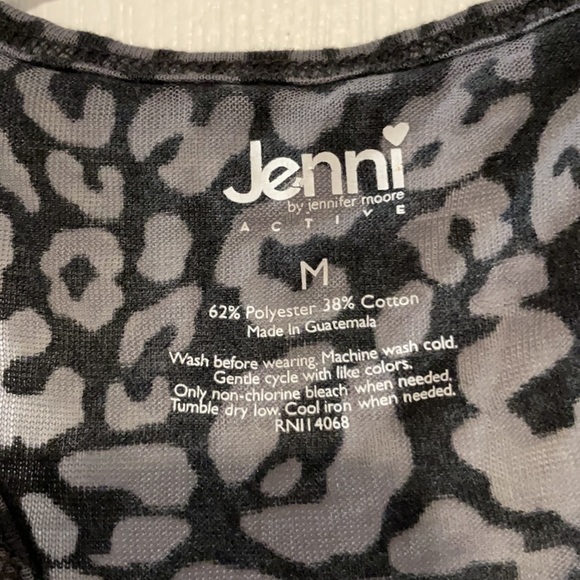 Jenni
by jennifer moore
ACTIVE
M
62% Polyester 38% Cotton
Made In Guatemala
Wash before wearing. Machine wash cold.
Gentle cycle with like colors.
Only non-chlorine bleach when needed.
Tumble dry low. Cool iron when needed.
RN114068